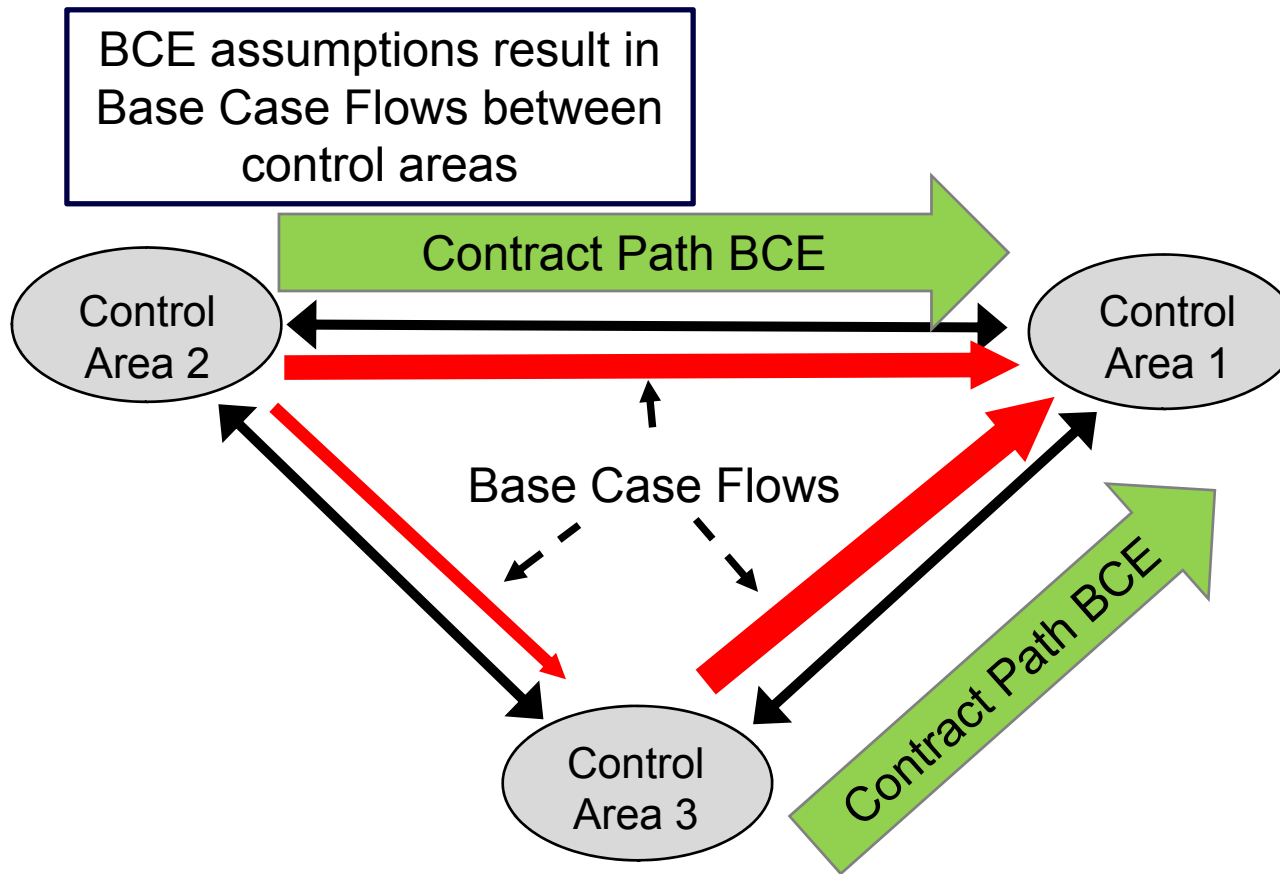 BCE assumptions result in
Base Case Flows between
control areas
Contract Path BCE
Control
Area 2
Control
Area 1
Base Case Flows
Contract Path BCE
Control
Area 3